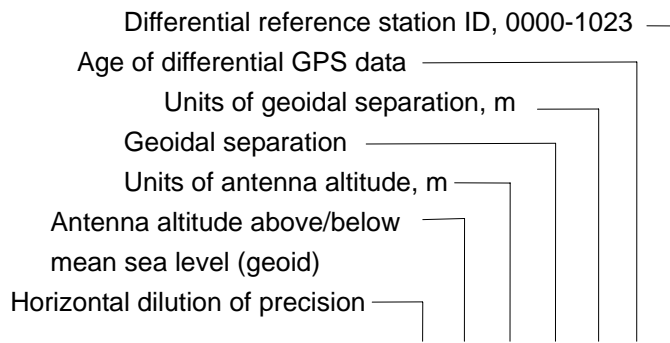 Differential reference station ID, 0000-1023
Age of differential GPS data
Units of geoidal separation, m
Geoidal separation
Units of antenna altitude, m
Antenna altitude above/below
mean sea level (geoid)
Horizontal dilution of precision